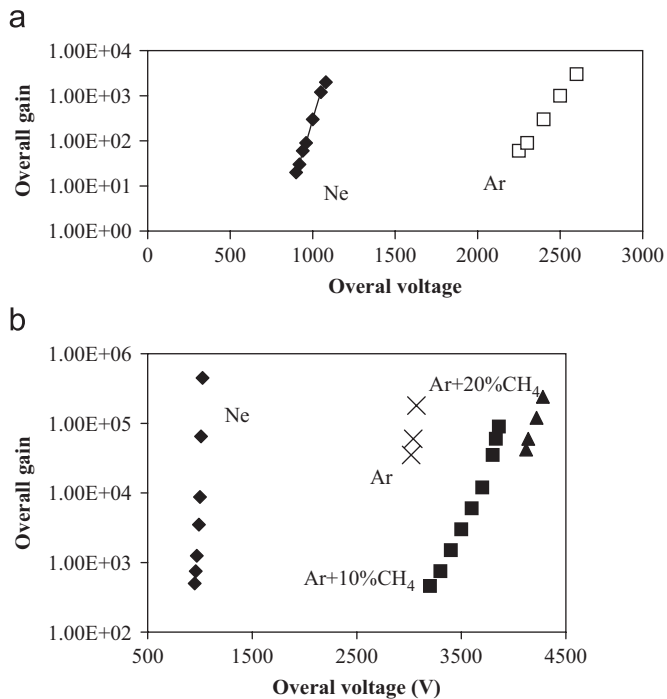 a
1.00E+04
1.00E+03
1.00E+02
1.00E+01
1.00E+00
Overall gain
Ne
Ar
0 500 1000 1500 2000 2500 3000
Overal voltage
b
1.00E+06
1.00E+05
1.00E+04
1.00E+03
1.00E+02
Overall gain
Ne
Ar+20%CH4
Ar
Ar+10%CH4
500 1500 2500 3500 4500
Overal voltage (V)